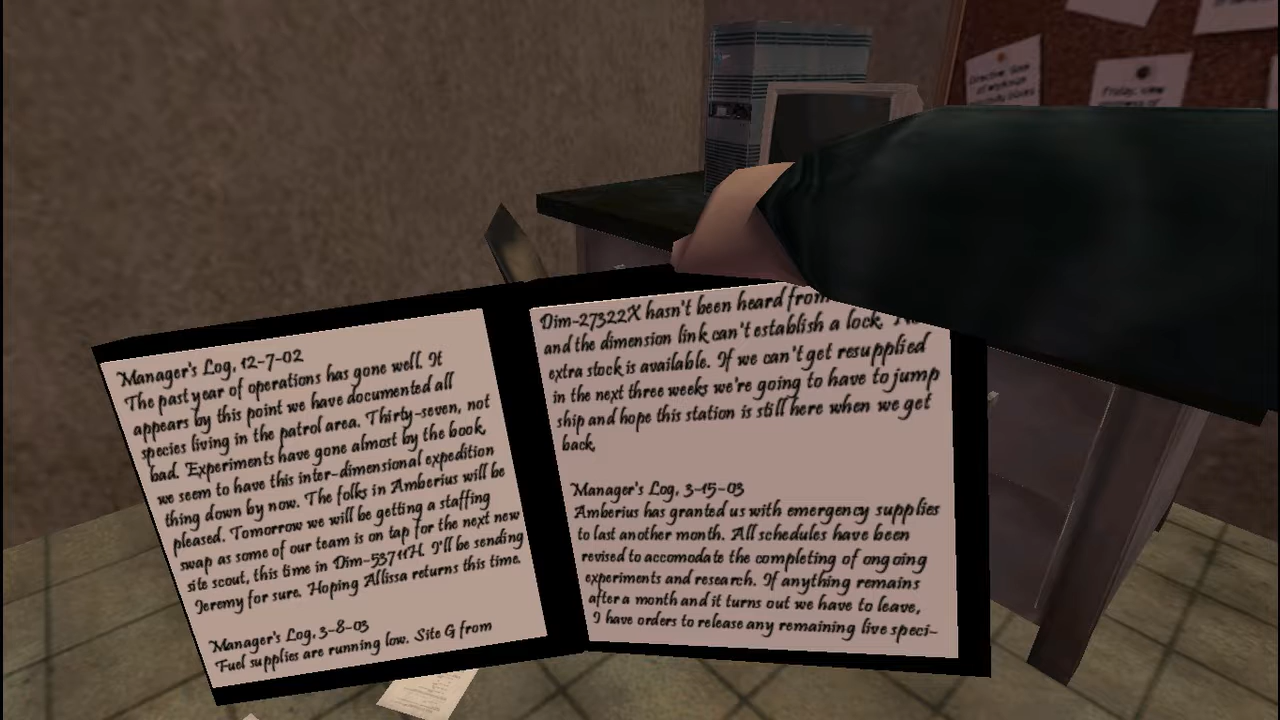 Manager's Log, 12-7-02
The past year of operations has gone well. It
appears by this point we have documented all
species living in the patrol area. Thirty-seven, not
bad. Experiments have gone almost by the book,
we seem to have this inter-dimensional expedition
thing down by now. The folks in Amberius will be
pleased. Tomorrow we will be getting a staffing
swap as some of our team is on tap for the next new
site scout, this time in Dim-53711H. I'll be sending
Jeremy for sure. Hoping Allissa returns this time.
Manager's Log, 3-8-03
Fuel supplies are running low. Site G from
Dim-27322X hasn't been heard from
and the dimension link can't establish a lock.
extra stock is available. If we can't get resupplied
in the next three weeks we're going to have to jump
ship and hope this station is still here when we get
back.
Manager's Log, 3-15-03
Amberius has granted us with emergency supplies
to last another month. All schedules have been
revised to accomodate the completing of ongoing
experiments and research. If anything remains
after a month and it turns out we have to leave,
I have orders to release any remaining live speci-
Friday, view